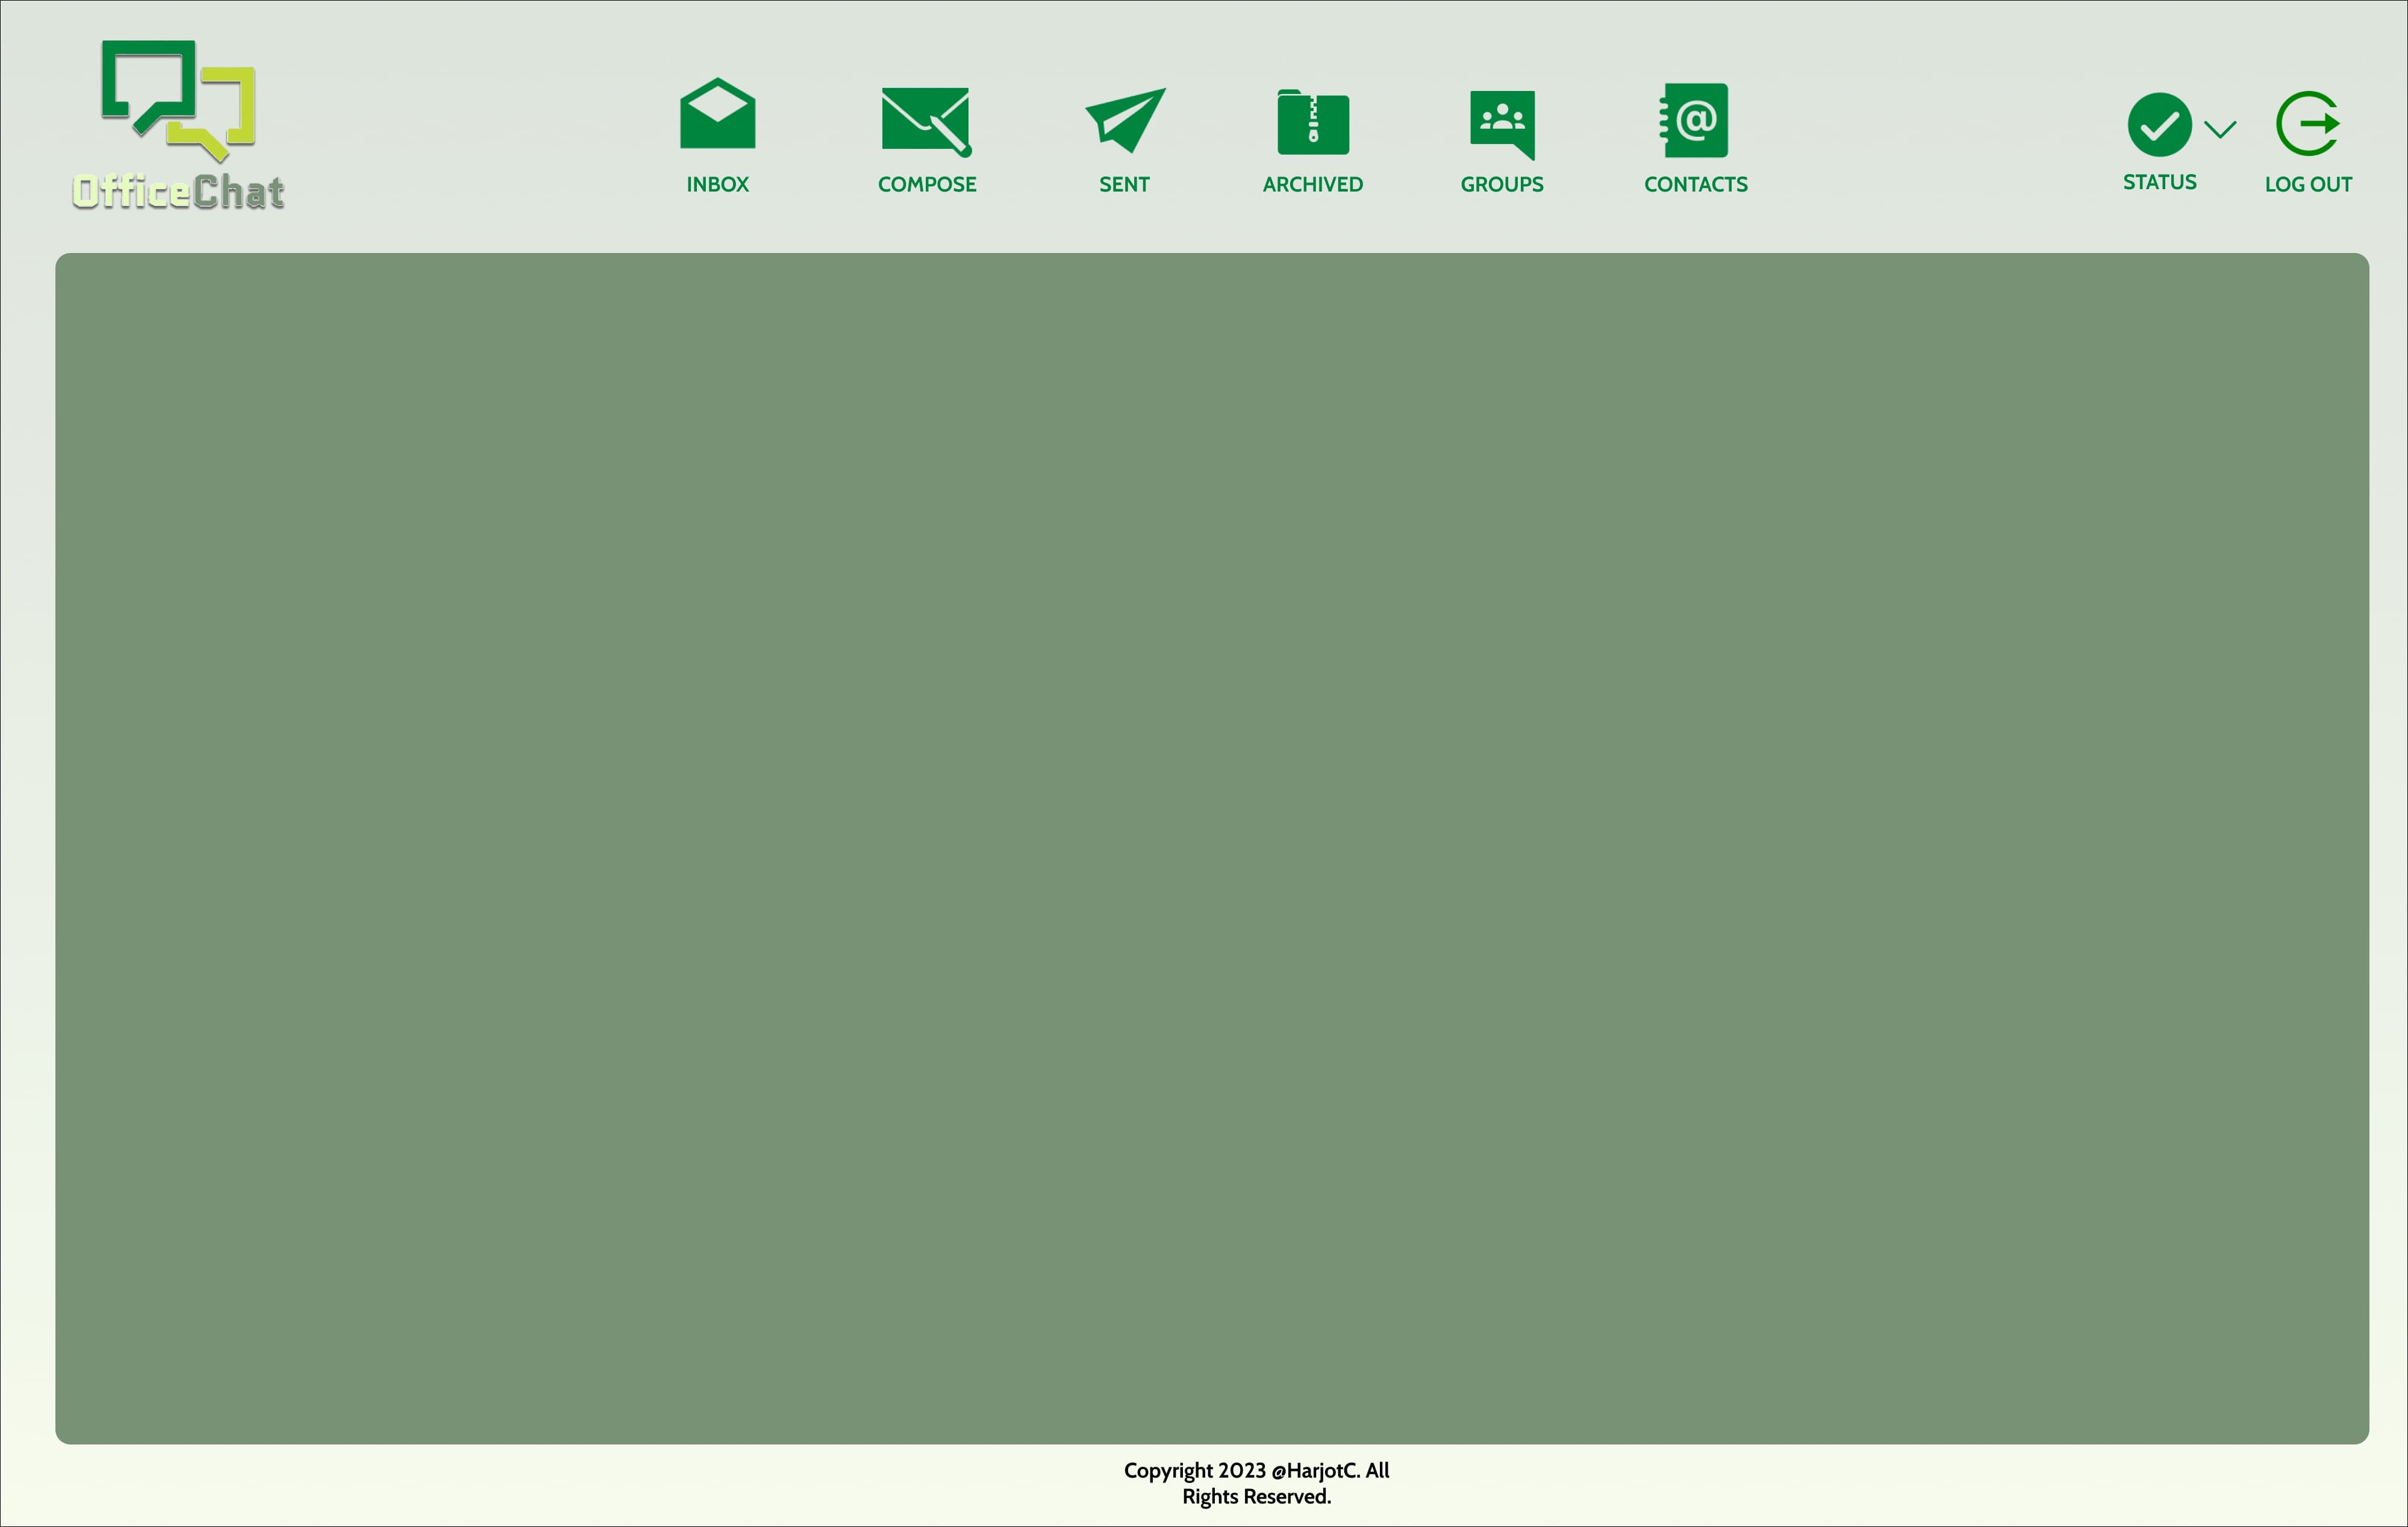 OfficeChat
INBOX
COMPOSE
SENT
ARCHIVED
GROUPS
@
CONTACTS
STATUS
LOG OUT
Copyright 2023 @HarjotC. All
Rights Reserved.